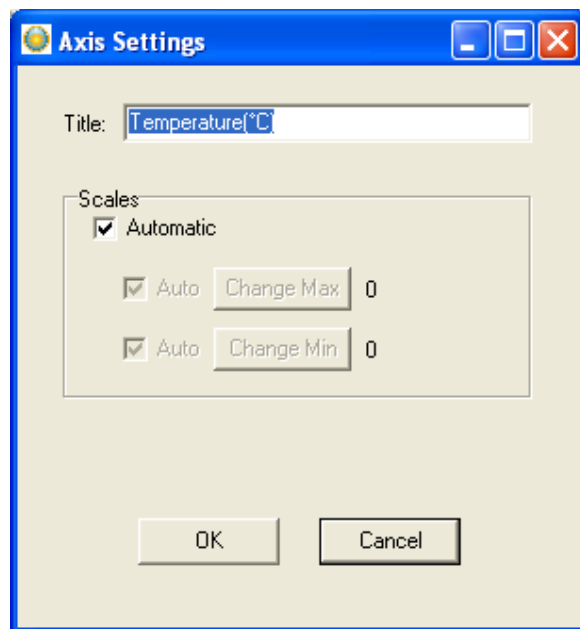 Axis Settings
Title: Temperature(°C)
Scales
Automatic
Auto Change Max 0
Auto Change Min 0
OK Cancel